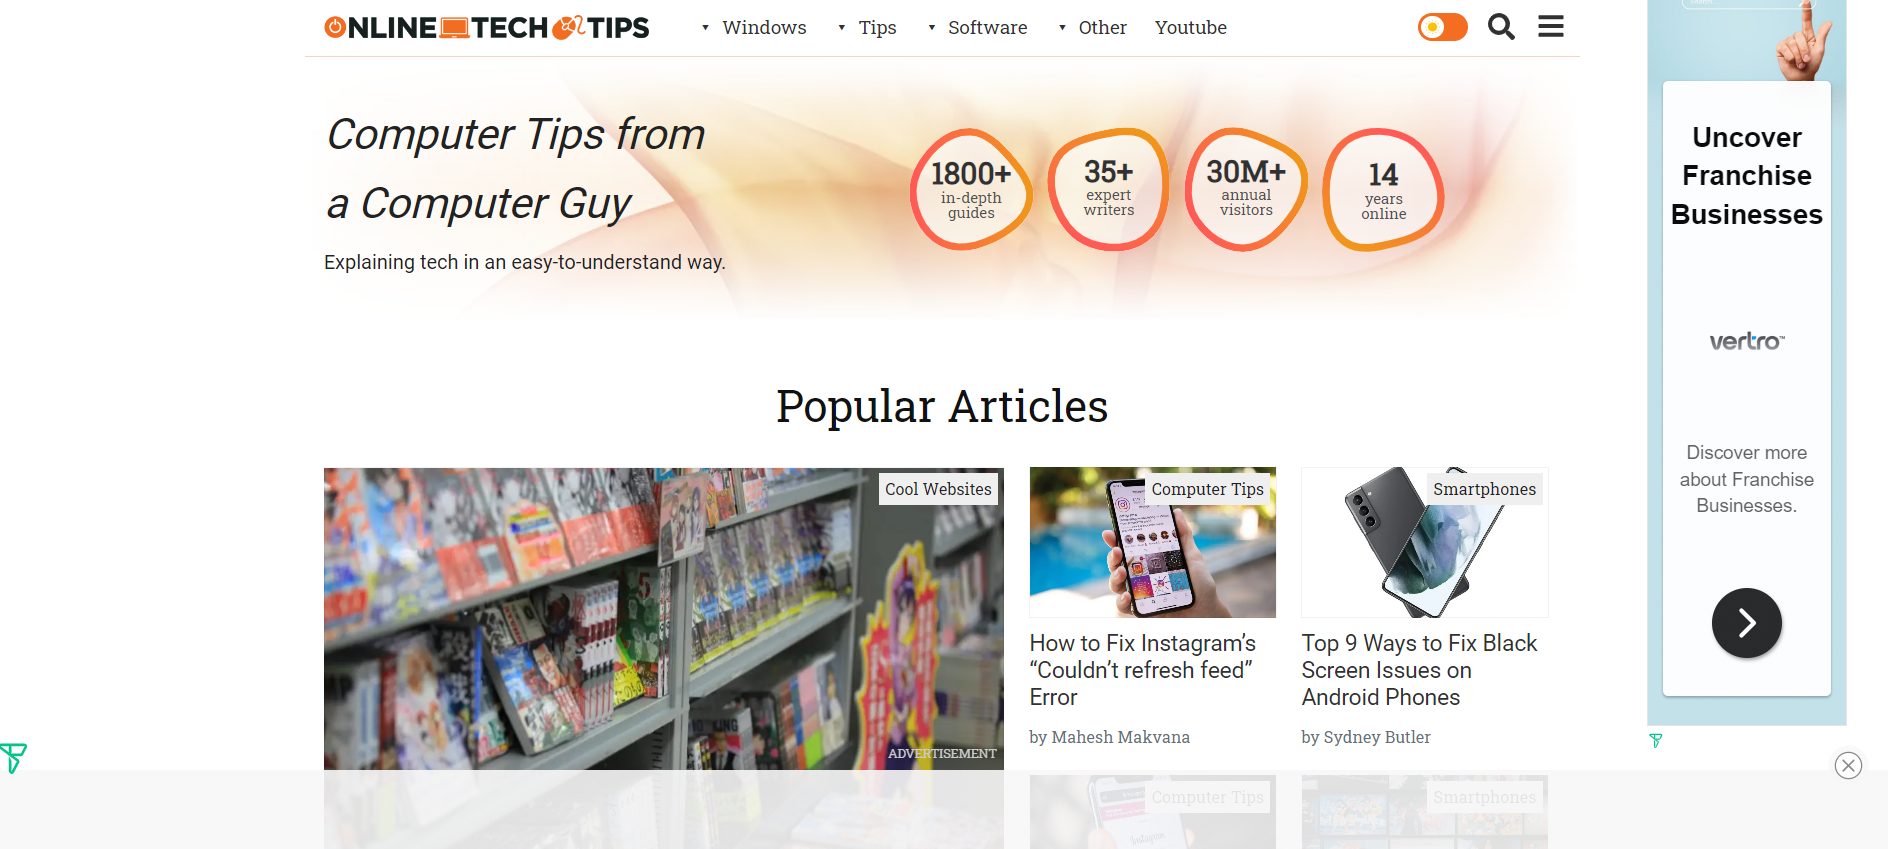 ONLINE TECH TIPS
Windows
Tips
Software
Other
Youtube
Computer Tips from
a Computer Guy
Explaining tech in an easy-to-understand way.
1800+
in-depth
guides
35+
expert
writers
30M+
annual
visitors
14
years
online
Uncover
Franchise
Businesses
vertro™
Discover more
about Franchise
Businesses.
Popular Articles
Cool Websites
ADVERTISEMENT
Computer Tips
How to Fix Instagram’s
“Couldn’t refresh feed”
Error
by Mahesh Makvana
Smartphones
Top 9 Ways to Fix Black
Screen Issues on
Android Phones
by Sydney Butler
Computer Tips
Instagram
Smartphones